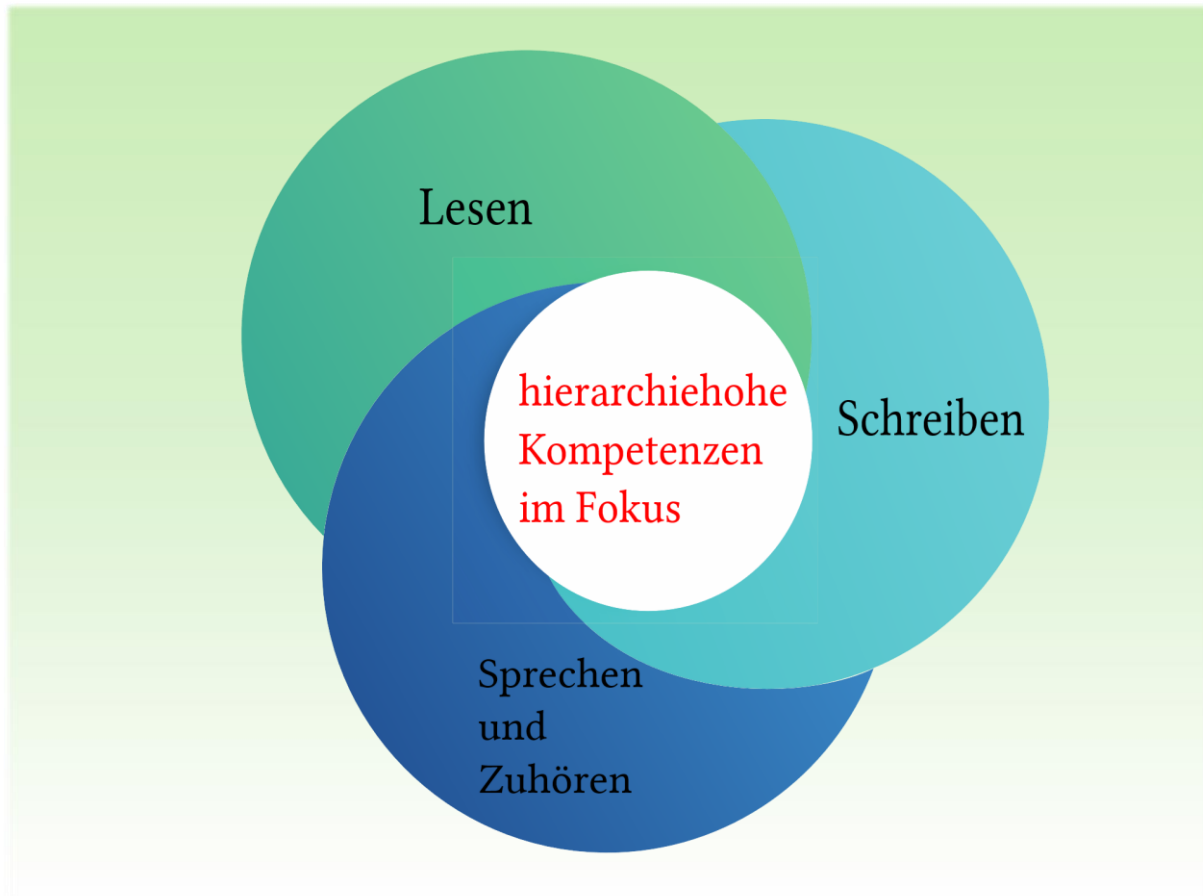 Lesen
hierarchiehohe
Kompetenzen
im Fokus
Schreiben
Sprechen
und
Zuhören